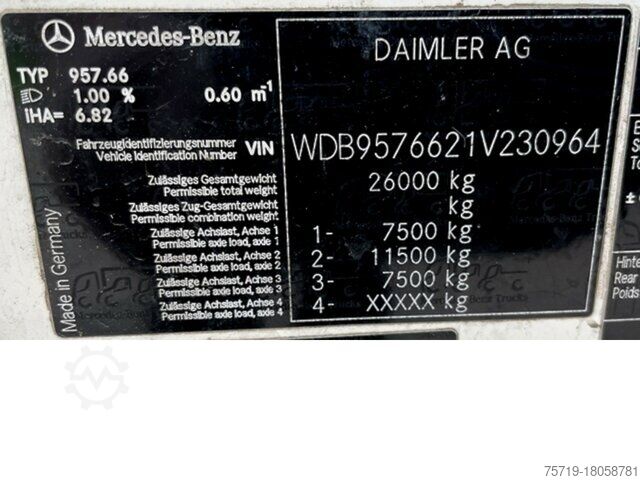 Mercedes-Benz
DAIMLER AG
TYP 957.66
1.00 % 0.60 m-1
IHA= 6.82
Fahrzeugidentifizierungsnummer
Vehicle Identification Number VIN WDB9576621V230964
Zulässiges Gesamtgewicht
Permissible total weight 26000 kg
Zulässiges Zug-Gesamtgewicht
Permissible combination weight kg
Zulässige Achslast, Achse 1
Permissible axle load, axle 1 1- 7500 kg
Zulässige Achslast, Achse 2
Permissible axle load, axle 2 2- 11500 kg
Zulässige Achslast, Achse 3
Permissible axle load, axle 3 3- 7500 kg
Zulässige Achslast, Achse 4
Permissible axle load, axle 4 4- XXXXX kg
Made in Germany
Hinte
Rear
Poids
75719-18058781